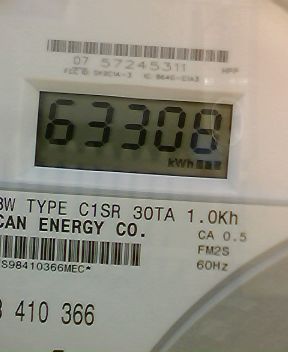 07 57245311
63308
kWh
3W TYPE C1SR 30TA 1.0Kh
CAN ENERGY CO.
CA 0.5
FM2S
S98410366MEC*
60Hz
410 366